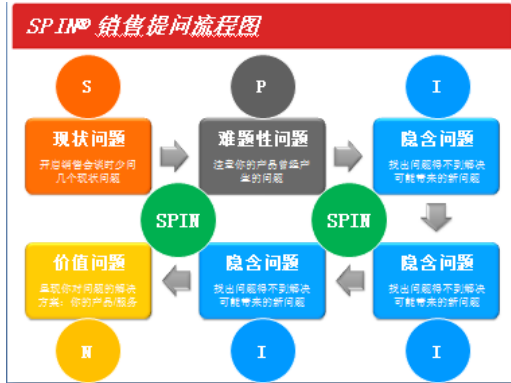 SPIN® 销售提问流程图
S
P
I
现状问题
开启销售会谈时少问
几个现状问题
难题性问题
注意你的产品曾经产
生的问题
隐含问题
找出问题得不到解决
可能带来的新问题
SPIN
SPIN
价值问题
呈现你对问题的解决
方案：你的产品/服务
隐含问题
找出问题得不到解决
可能带来的新问题
隐含问题
找出问题得不到解决
可能带来的新问题
N
I
I